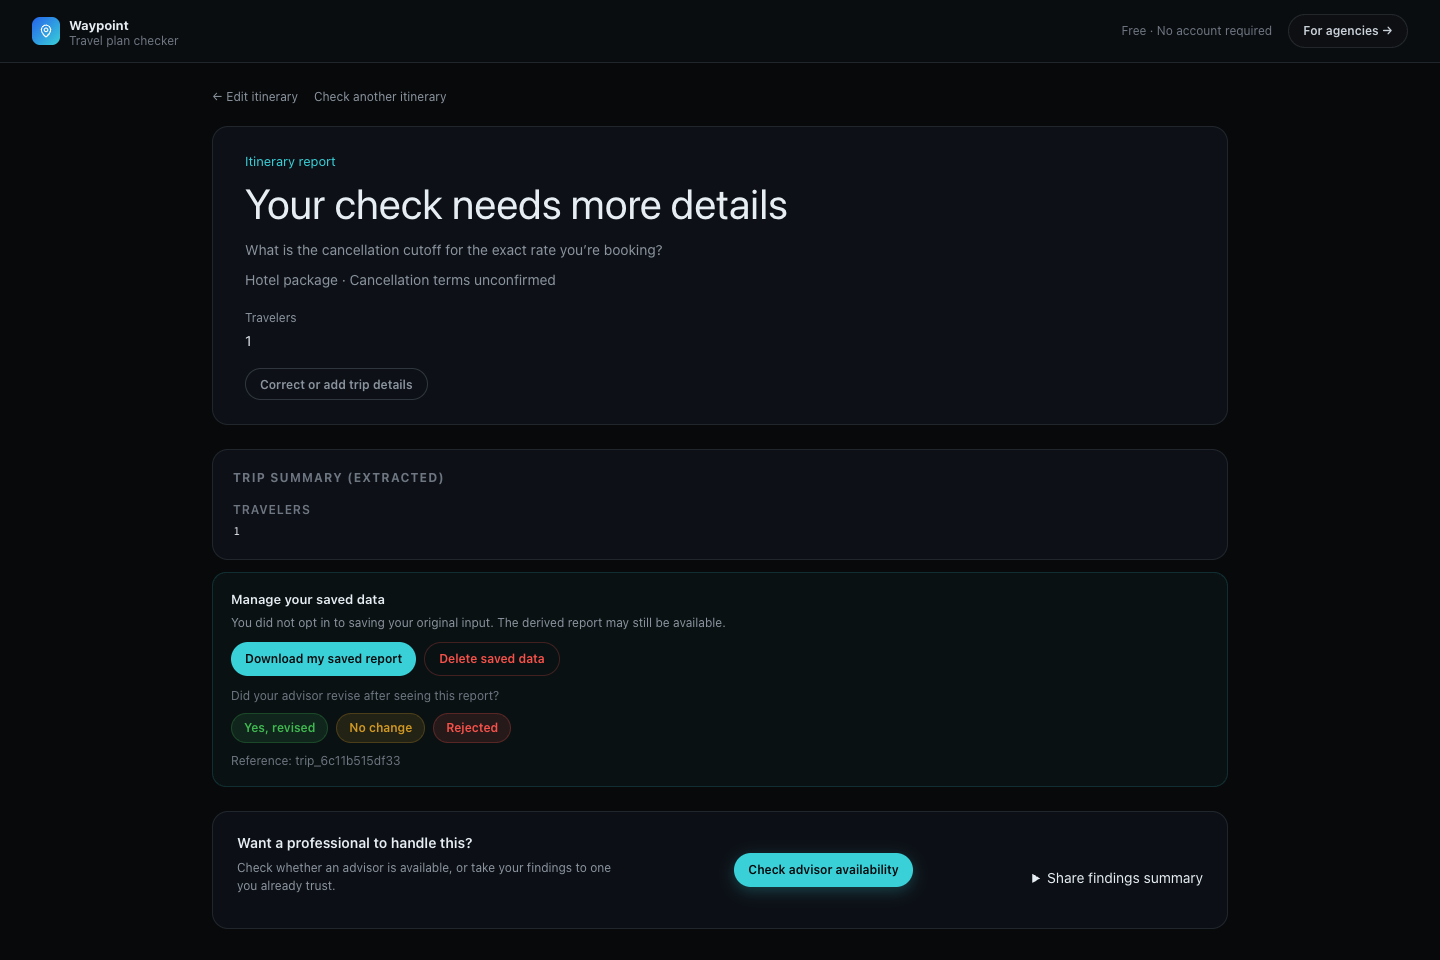 Waypoint
Travel plan checker
Free · No account required
For agencies →
← Edit itinerary
Check another itinerary
Itinerary report
Your check needs more details
What is the cancellation cutoff for the exact rate you’re booking?
Hotel package · Cancellation terms unconfirmed
Travelers
1
Correct or add trip details
TRIP SUMMARY (EXTRACTED)
TRAVELERS
1
Manage your saved data
You did not opt in to saving your original input. The derived report may still be available.
Download my saved report
Delete saved data
Did your advisor revise after seeing this report?
Yes, revised
No change
Rejected
Reference: trip_6c11b515df33
Want a professional to handle this?
Check whether an advisor is available, or take your findings to one
you already trust.
Check advisor availability
▶ Share findings summary